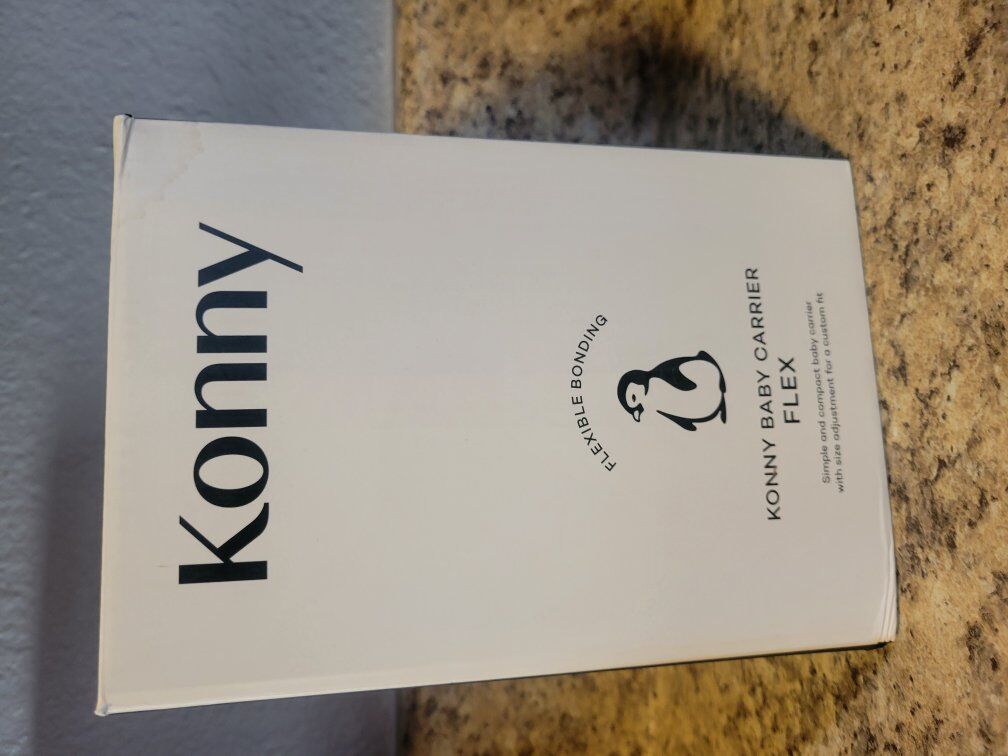 Konny
FLEXIBLE BONDING
KONNY BABY CARRIER
FLEX
Simple and compact baby carrier
with size adjustment for a custom fit